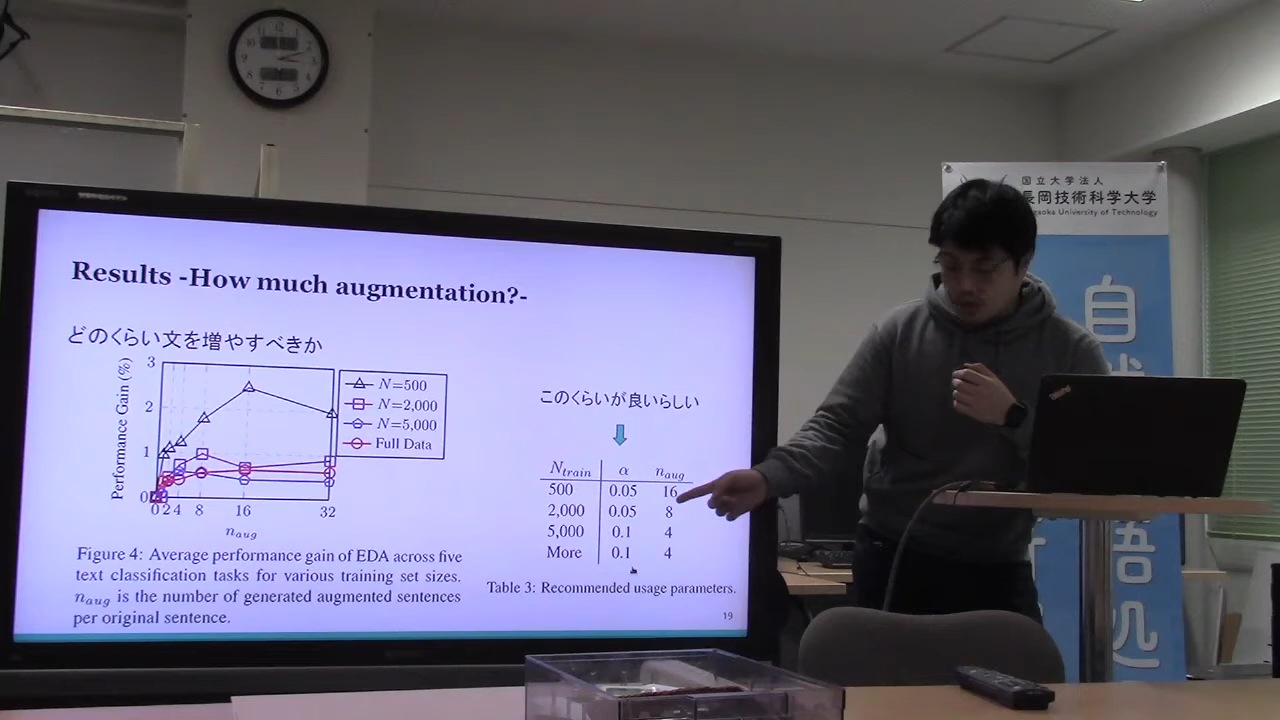 Results -How much augmentation?-
どのくらい文を増やすべきか
Performance Gain (%)
3
2
1
0
0 2 4 8 16 32
n_aug
N=500
N=2,000
N=5,000
Full Data
Figure 4: Average performance gain of EDA across five
text classification tasks for various training set sizes.
n_aug is the number of generated augmented sentences
per original sentence.
このくらいが良いらしい
N_train α n_aug
500 0.05 16
2,000 0.05 8
5,000 0.1 4
More 0.1 4
Table 3: Recommended usage parameters.
19
国立大学法人
長岡技術科学大学
University of Technology
自
語
処
ThinkPad